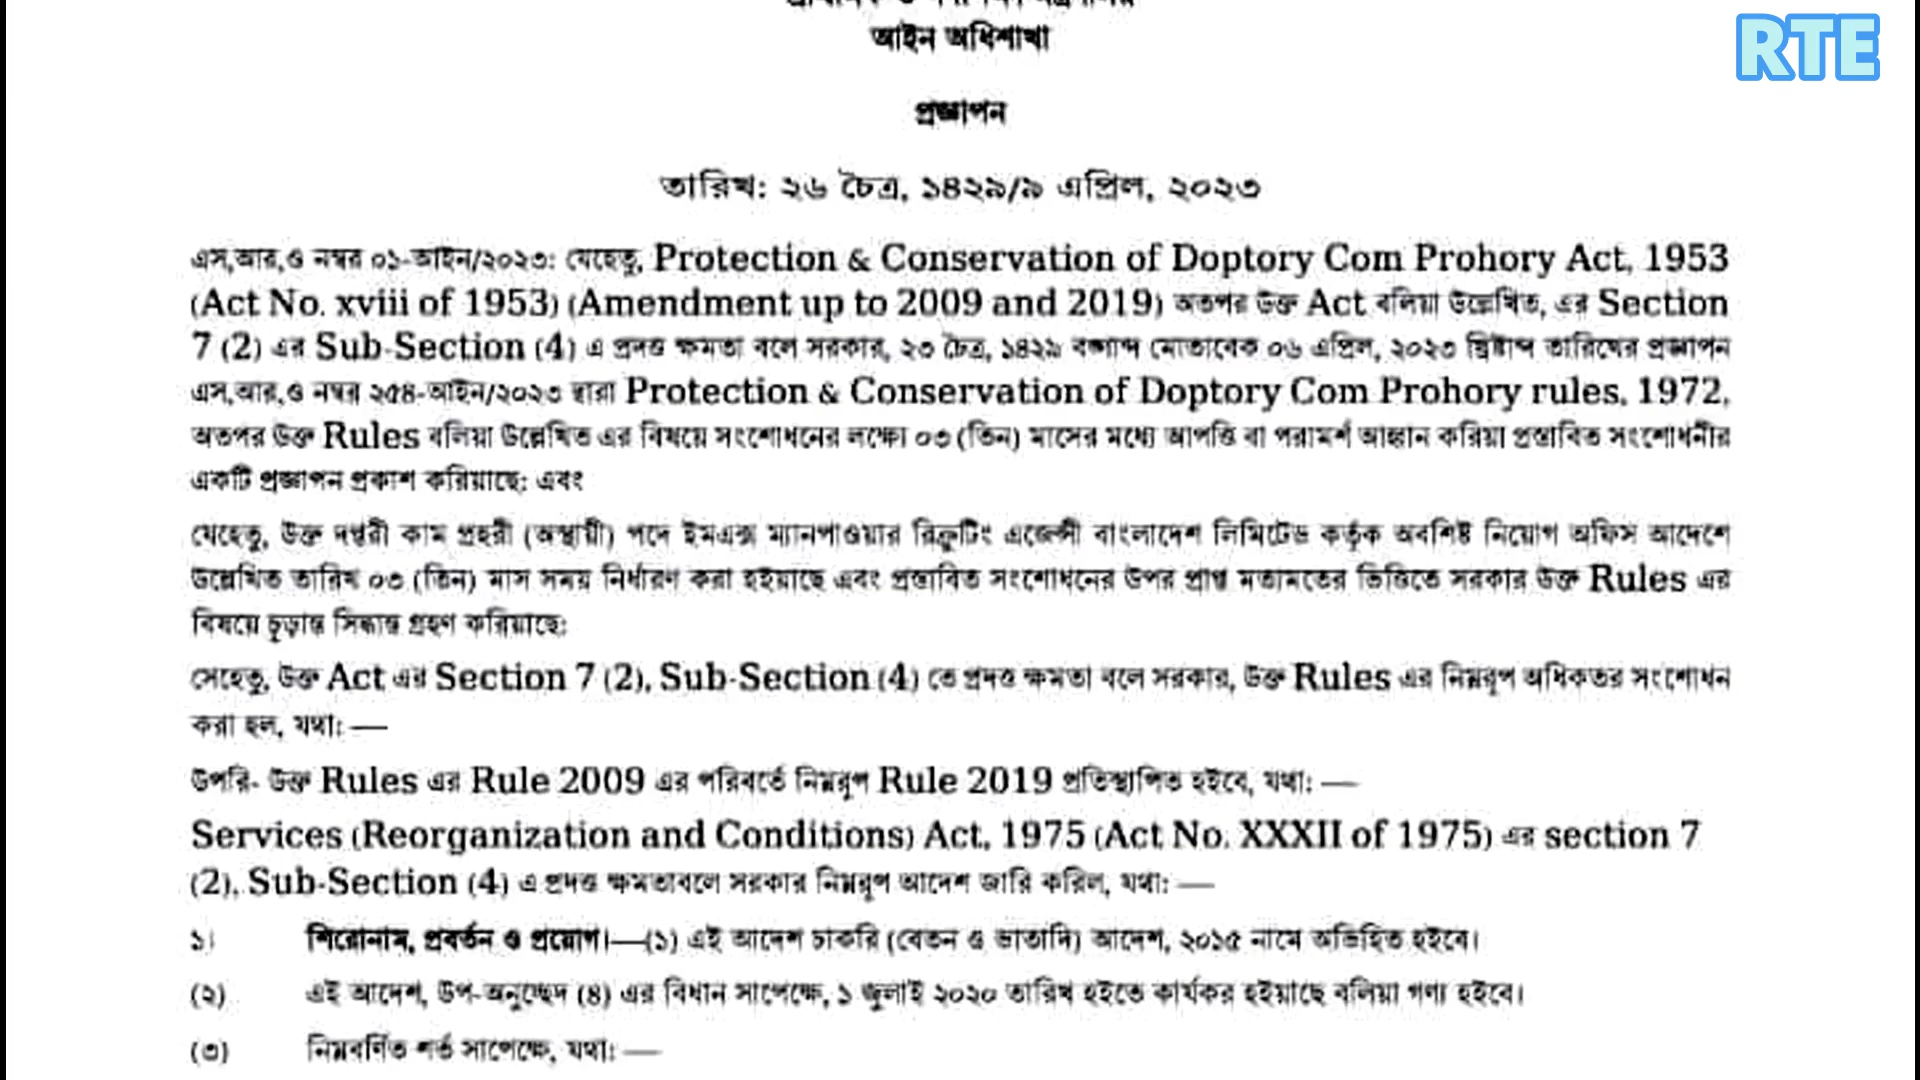 আইন অধিশাখা
RTE
প্রজ্ঞাপন
তারিখ: ২৬ চৈত্র, ১৪২৯/৯ এপ্রিল, ২০২৩
এস,আর,ও নম্বর ০১-আইন/২০২৩: যেহেতু, Protection & Conservation of Doptory Com Prohory Act, 1953
(Act No. xviii of 1953) (Amendment up to 2009 and 2019) অতপর উক্ত Act বলিয়া উল্লেখিত, এর Section
7 (2) এর Sub-Section (4) এ প্রদত্ত ক্ষমতা বলে সরকার, ২৩ চৈত্র, ১৪২৯ বঙ্গাব্দ মোতাবেক ০৬ এপ্রিল, ২০২৩ খ্রিষ্টাব্দ তারিখের প্রজ্ঞাপন
এস,আর,ও নম্বর ২৫৪-আইন/২০২৩ দ্বারা Protection & Conservation of Doptory Com Prohory rules, 1972,
অতপর উক্ত Rules বলিয়া উল্লেখিত এর বিষয়ে সংশোধনের লক্ষ্যে ০৩ (তিন) মাসের মধ্যে আপত্তি বা পরামর্শ আহ্বান করিয়া প্রস্তাবিত সংশোধনীর
একটি প্রজ্ঞাপন প্রকাশ করিয়াছে; এবং
যেহেতু, উক্ত দপ্তরী কাম প্রহরী (অস্থায়ী) পদে ইমএক্স ম্যানপাওয়ার রিক্রুটিং এজেন্সী বাংলাদেশ লিমিটেড কর্তৃক অবশিষ্ট নিয়োগ অফিস আদেশে
উল্লেখিত তারিখ ০৩ (তিন) মাস সময় নির্ধারণ করা হইয়াছে এবং প্রস্তাবিত সংশোধনের উপর প্রাপ্ত মতামতের ভিত্তিতে সরকার উক্ত Rules এর
বিষয়ে চূড়ান্ত সিদ্ধান্ত গ্রহণ করিয়াছে;
সেহেতু, উক্ত Act এর Section 7 (2), Sub-Section (4) তে প্রদত্ত ক্ষমতা বলে সরকার, উক্ত Rules এর নিম্নরূপ অধিকতর সংশোধন
করা হল, যথা: —
উপরি- উক্ত Rules এর Rule 2009 এর পরিবর্তে নিম্নরূপ Rule 2019 প্রতিস্থাপিত হইবে, যথা: —
Services (Reorganization and Conditions) Act, 1975 (Act No. XXXII of 1975) এর section 7
(2), Sub-Section (4) এ প্রদত্ত ক্ষমতাবলে সরকার নিম্নরূপ আদেশ জারি করিল, যথা: —
১। শিরোনাম, প্রবর্তন ও প্রয়োগ।—(১) এই আদেশ চাকরি (বেতন ও ভাতাদি) আদেশ, ২০১৫ নামে অভিহিত হইবে।
(২) এই আদেশ, উপ-অনুচ্ছেদ (৪) এর বিধান সাপেক্ষে, ১ জুলাই ২০২০ তারিখ হইতে কার্যকর হইয়াছে বলিয়া গণ্য হইবে।
(৩) নিম্নবর্ণিত শর্ত সাপেক্ষে, যথা: —